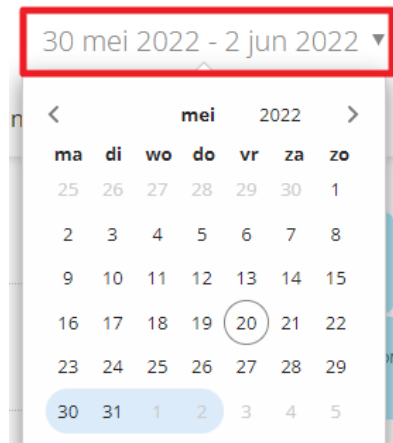 30 mei 2022 - 2 jun 2022 ▼
mei 2022
ma di wo do vr za zo
25 26 27 28 29 30 1
2 3 4 5 6 7 8
9 10 11 12 13 14 15
16 17 18 19 20 21 22
23 24 25 26 27 28 29
30 31 1 2 3 4 5